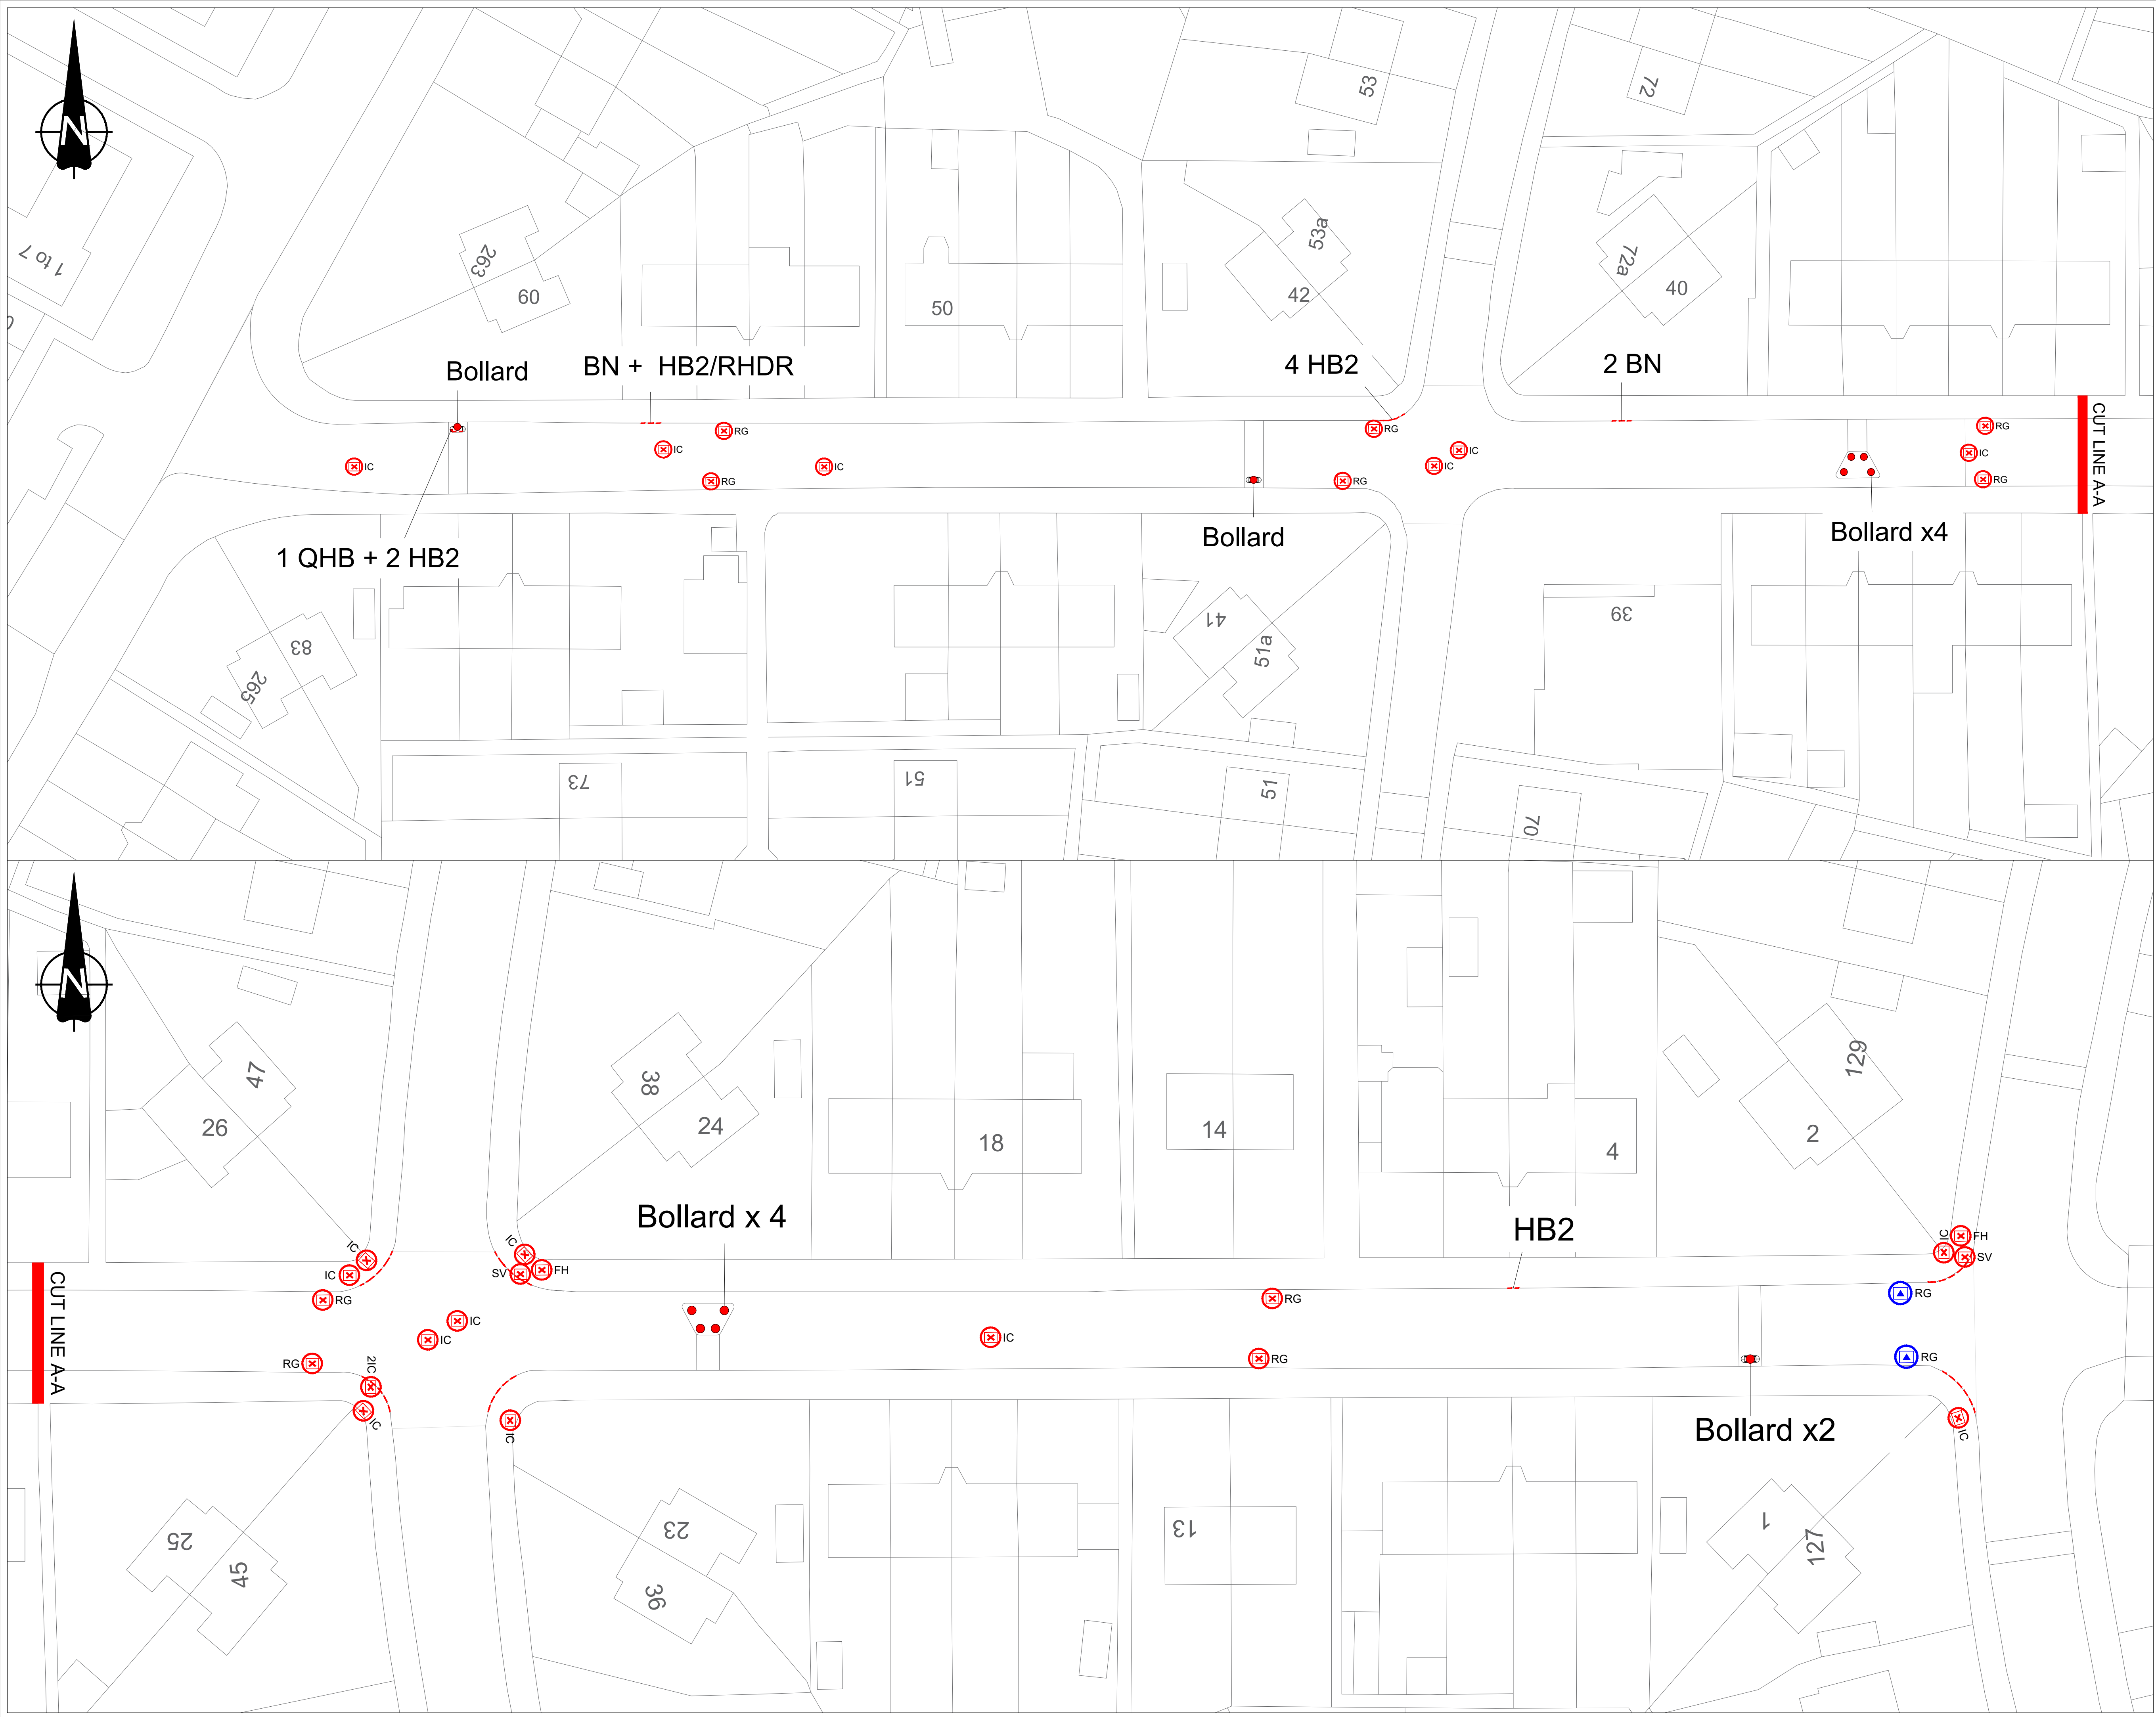 N
1 to 7
263
60
50
53
53a
42
72
72a
40
Bollard
BN + HB2/RHDR
4 HB2
2 BN
RG
IC
IC
IC
RG
RG
RG
IC
IC
RG
IC
RG
CUT LINE A-A
1 QHB + 2 HB2
Bollard
Bollard x4
83
265
41
51a
39
73
51
51
70
N
47
26
38
24
18
14
4
129
2
Bollard x 4
HB2
IC
IC
RG
IC
SV
FH
IC
IC
RG
IC
RG
IC
FH
SV
RG
CUT LINE A-A
RG
2IC
IC
IC
RG
RG
IC
Bollard x2
25
45
23
36
13
1
127